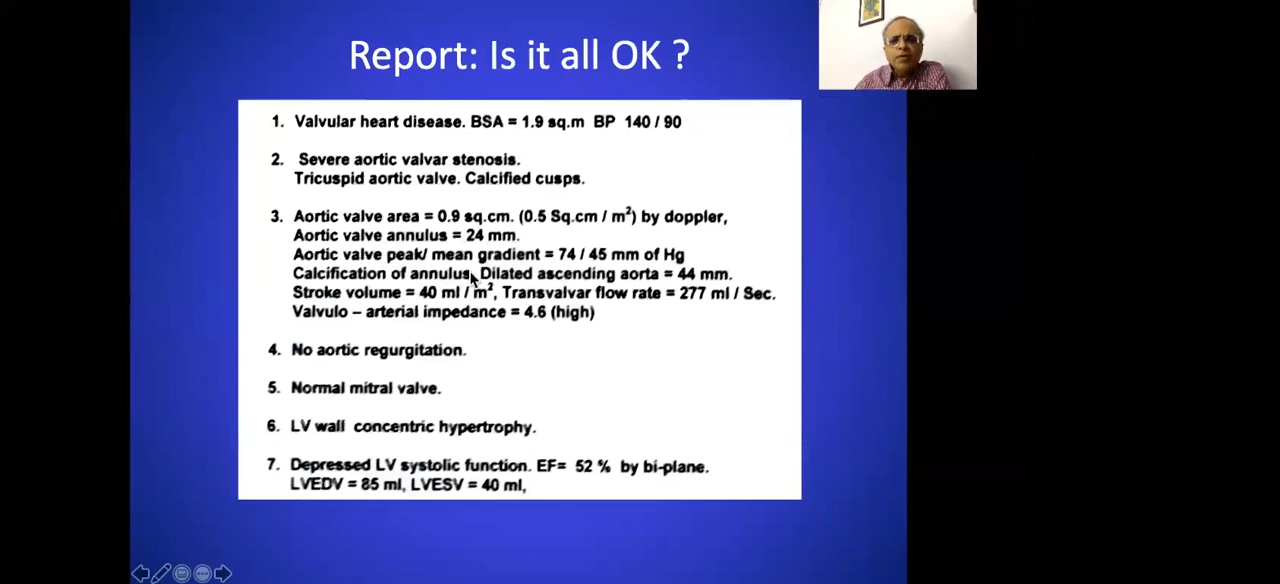 Report: Is it all OK ?
1. Valvular heart disease. BSA = 1.9 sq.m BP 140 / 90
2. Severe aortic valvar stenosis.
Tricuspid aortic valve. Calcified cusps.
3. Aortic valve area = 0.9 sq.cm. (0.5 Sq.cm / m²) by doppler,
Aortic valve annulus = 24 mm.
Aortic valve peak/ mean gradient = 74 / 45 mm of Hg
Calcification of annulus, Dilated ascending aorta = 44 mm.
Stroke volume = 40 ml / m², Transvalvar flow rate = 277 ml / Sec.
Valvulo – arterial impedance = 4.6 (high)
4. No aortic regurgitation.
5. Normal mitral valve.
6. LV wall concentric hypertrophy.
7. Depressed LV systolic function. EF= 52 % by bi-plane.
LVEDV = 85 ml, LVESV = 40 ml,